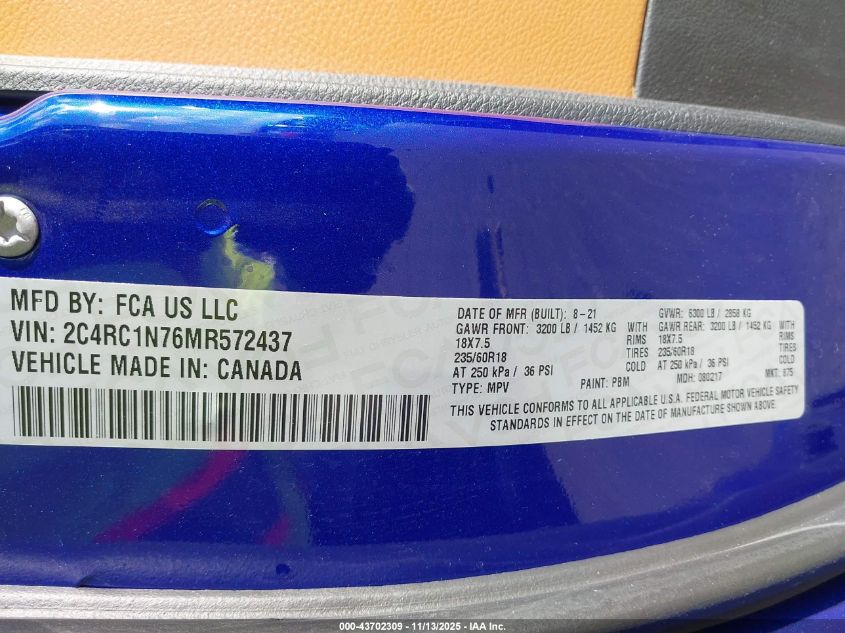 MFD BY: FCA US LLC
VIN: 2C4RC1N76MR572437
VEHICLE MADE IN: CANADA
DATE OF MFR (BUILT): 8-21 GVWR: 6300 LB / 2858 KG
GAWR FRONT: 3200 LB / 1452 KG WITH GAWR REAR: 3200 LB / 1452 KG WITH
18X7.5 RIMS 18X7.5 RIMS
235/60R18 TIRES 235/60R18 TIRES
AT 250 kPa / 36 PSI COLD AT 250 kPa / 36 PSI COLD
TYPE: MPV PAINT: PBM MDH: 080217 MKT: 875
THIS VEHICLE CONFORMS TO ALL APPLICABLE U.S.A. FEDERAL MOTOR VEHICLE SAFETY
STANDARDS IN EFFECT ON THE DATE OF MANUFACTURE SHOWN ABOVE.
000-43702309 - 11/13/2025 - IAA Inc.